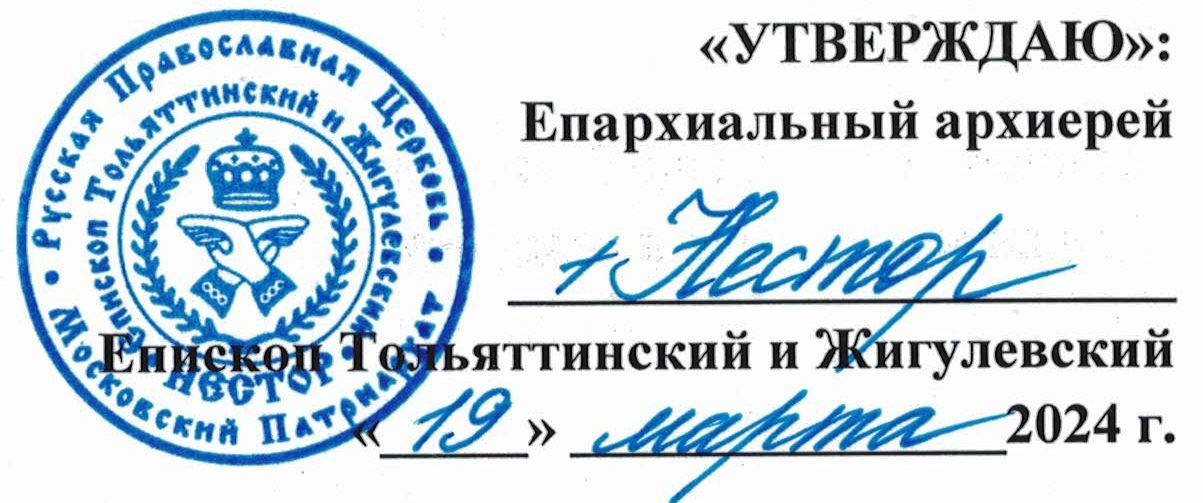 «УТВЕРЖДАЮ»:
Епархиальный архиерей
+ Нестор
Епископ Тольяттинский и Жигулевский
«19» марта 2024 г.
Русская Православная Церковь
Московский Патриархат
Епископ Тольяттинский и Жигулевский
НЕСТОР